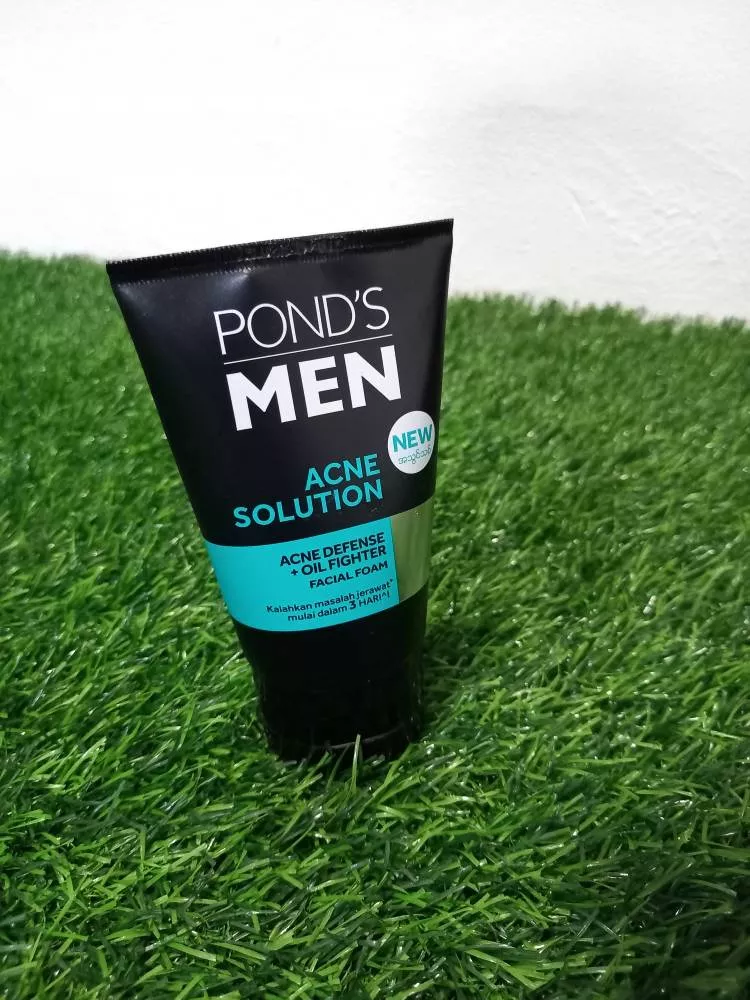 POND'S
MEN
NEW
ACNE
SOLUTION
ACNE DEFENSE
+ OIL FIGHTER
FACIAL FOAM
Kalahkan masalah jerawat*
mulai dalam 3 HARI^!